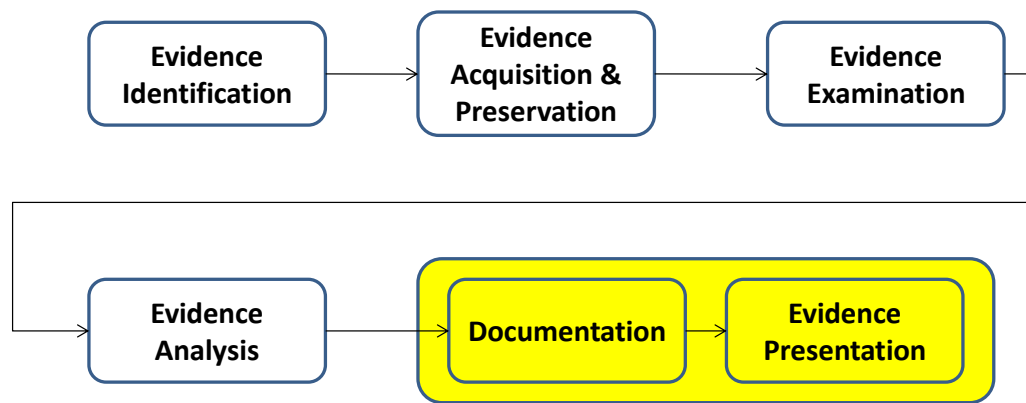 Evidence
Identification
Evidence
Acquisition &
Preservation
Evidence
Examination
Evidence
Analysis
Documentation
Evidence
Presentation